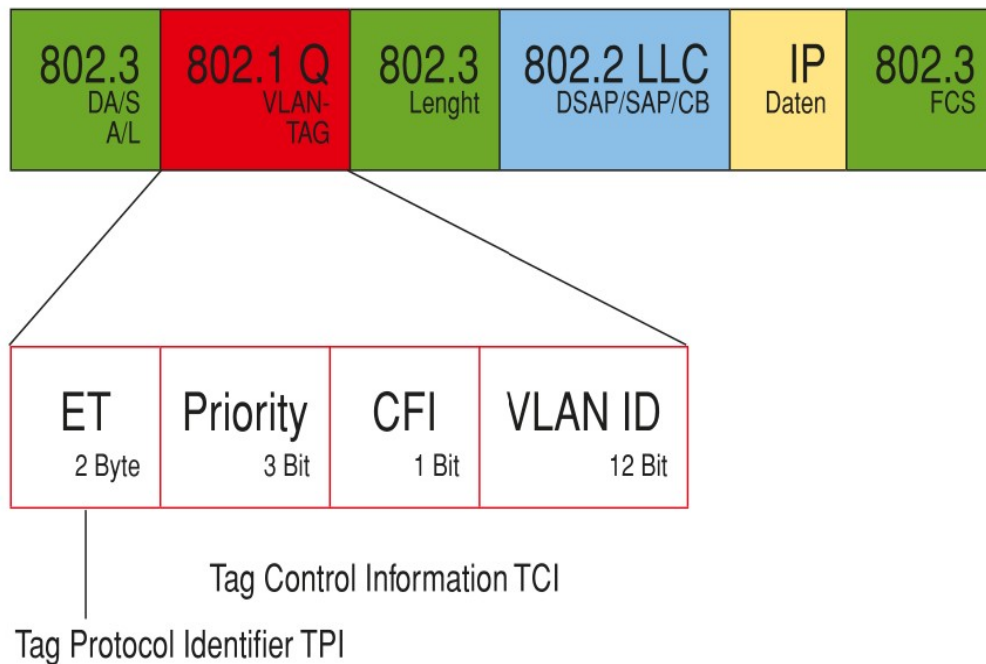 802.3
DA/S
A/L
802.1 Q
VLAN-
TAG
802.3
Lenght
802.2 LLC
DSAP/SAP/CB
IP
Daten
802.3
FCS
ET
2 Byte
Priority
3 Bit
CFI
1 Bit
VLAN ID
12 Bit
Tag Control Information TCI
Tag Protocol Identifier TPI